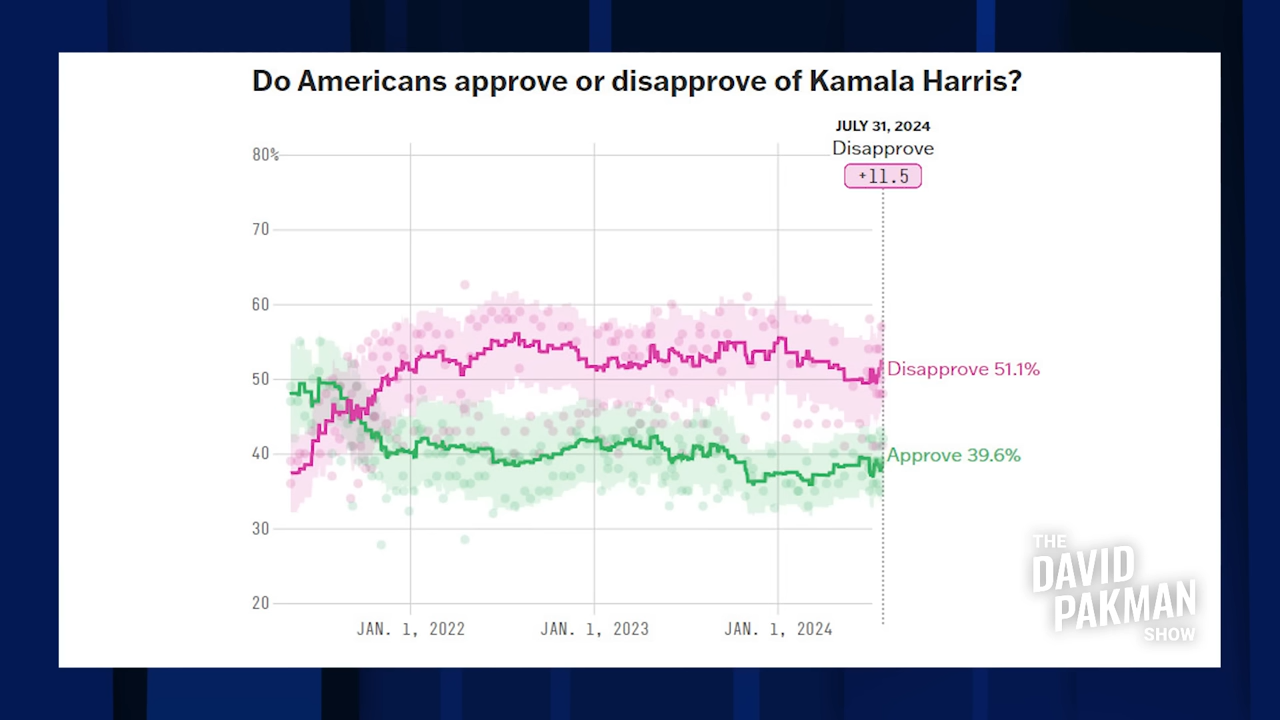 Do Americans approve or disapprove of Kamala Harris?
JULY 31, 2024
Disapprove
+11.5
80%
70
60
50
40
30
20
Disapprove 51.1%
Approve 39.6%
JAN. 1, 2022
JAN. 1, 2023
JAN. 1, 2024
THE
DAVID
PAKMAN
SHOW